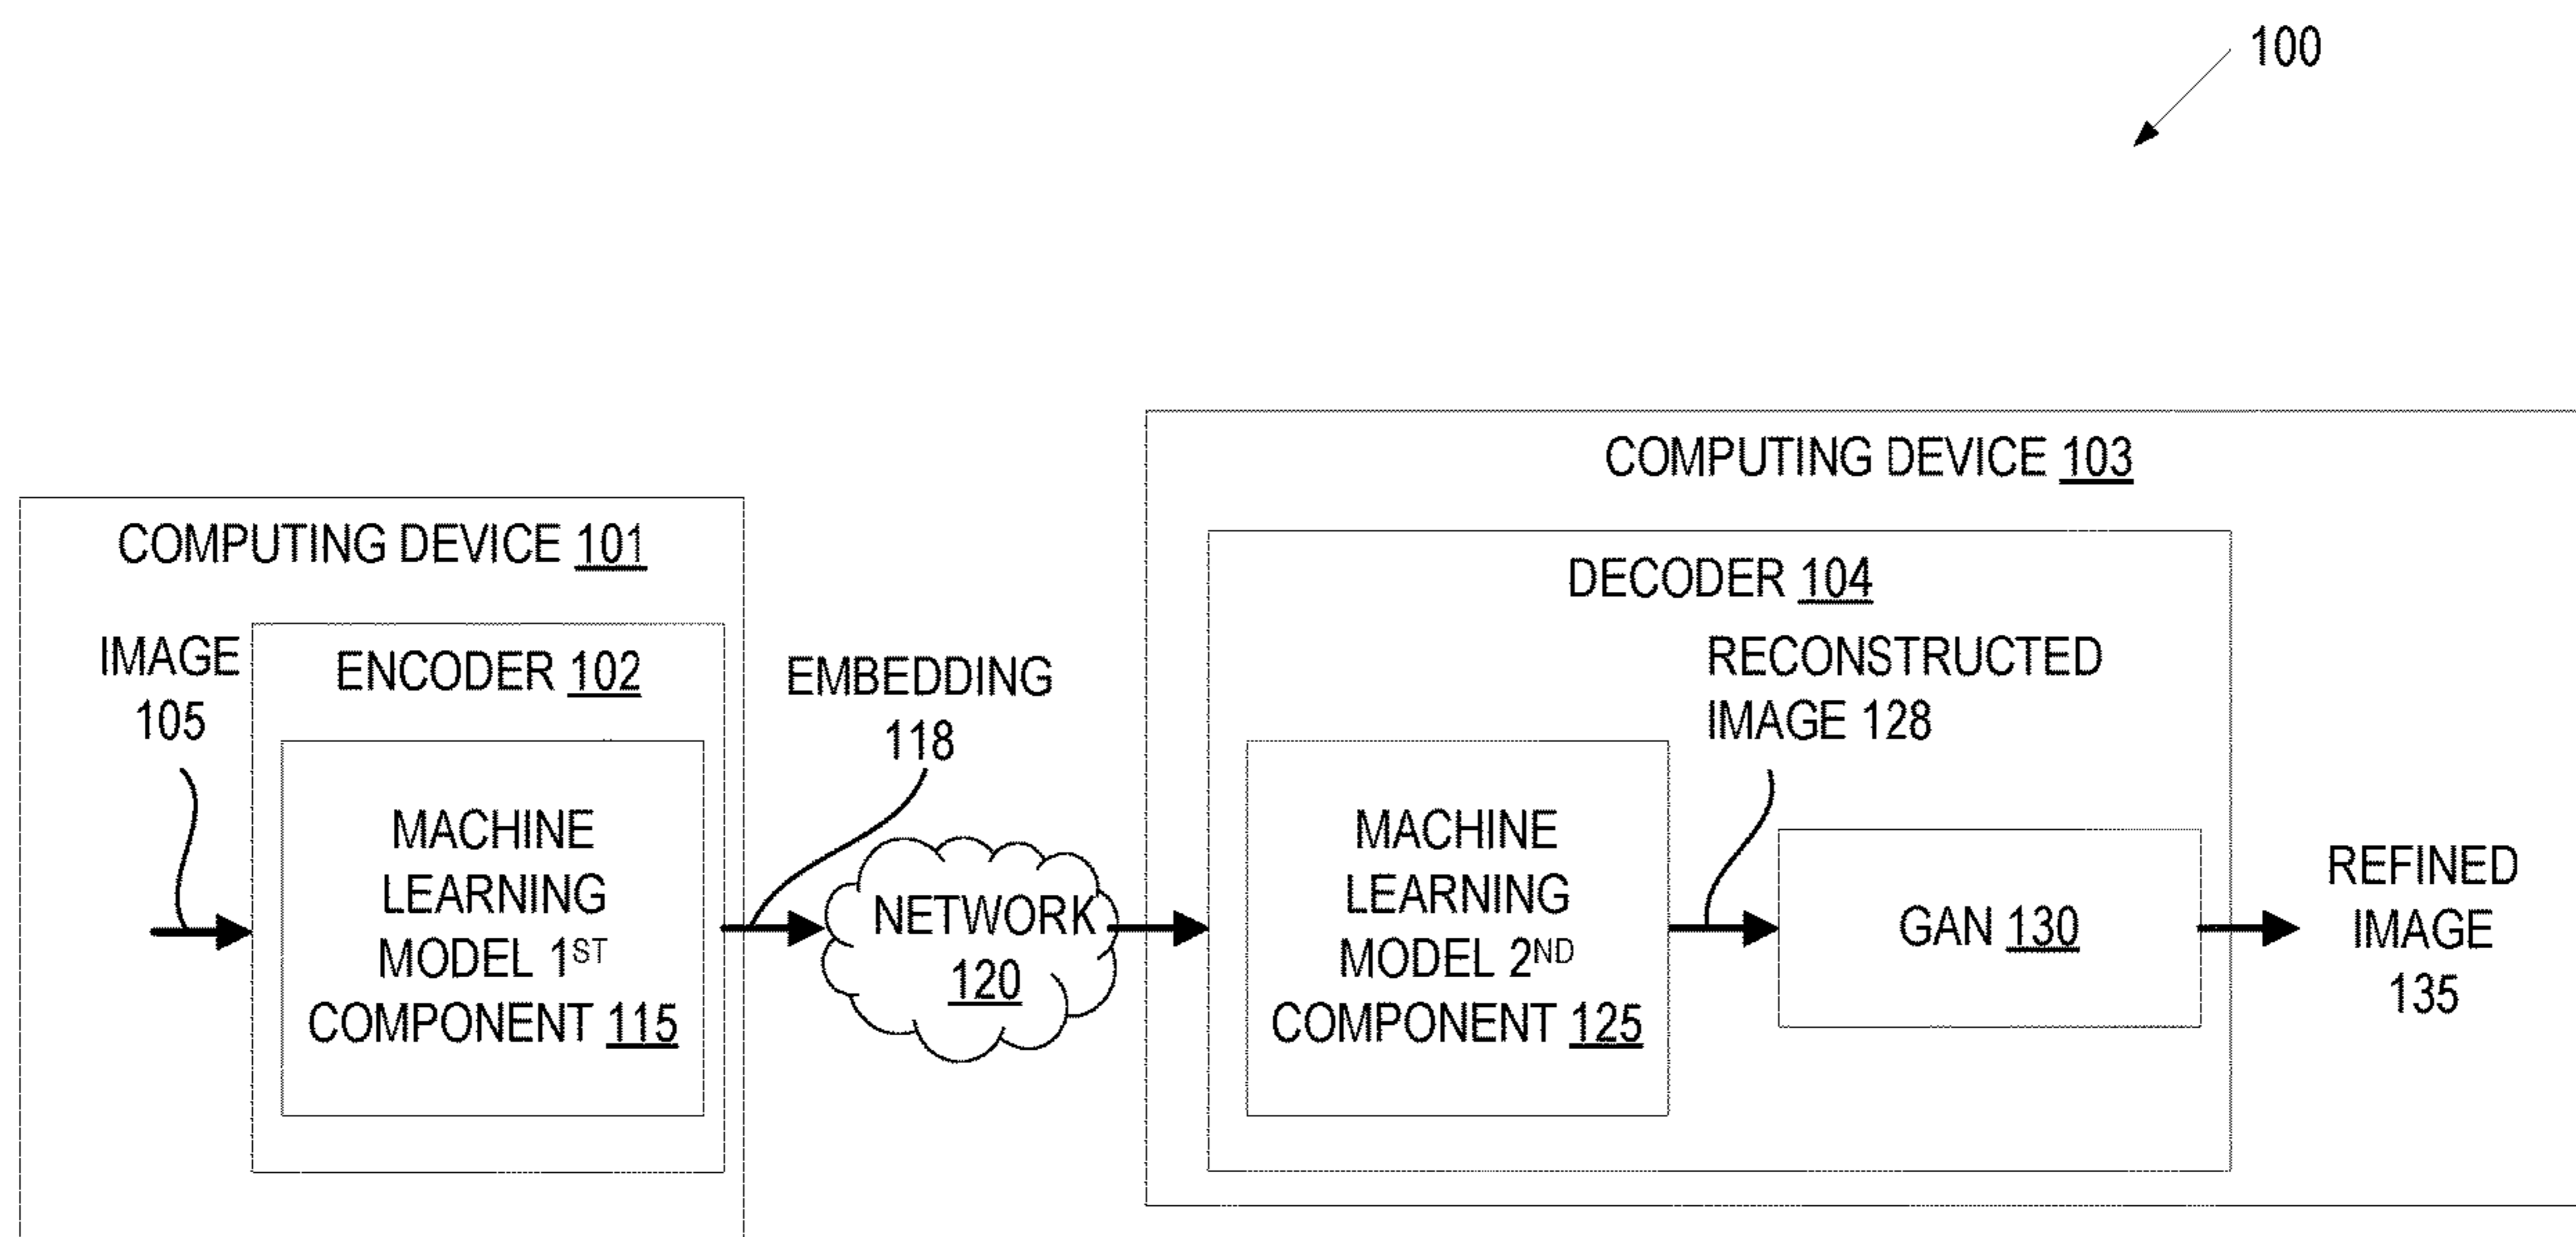 100
COMPUTING DEVICE 101
IMAGE
105
ENCODER 102
MACHINE
LEARNING
MODEL 1ST
COMPONENT 115
EMBEDDING
118
NETWORK
120
COMPUTING DEVICE 103
DECODER 104
MACHINE
LEARNING
MODEL 2ND
COMPONENT 125
RECONSTRUCTED
IMAGE 128
GAN 130
REFINED
IMAGE
135